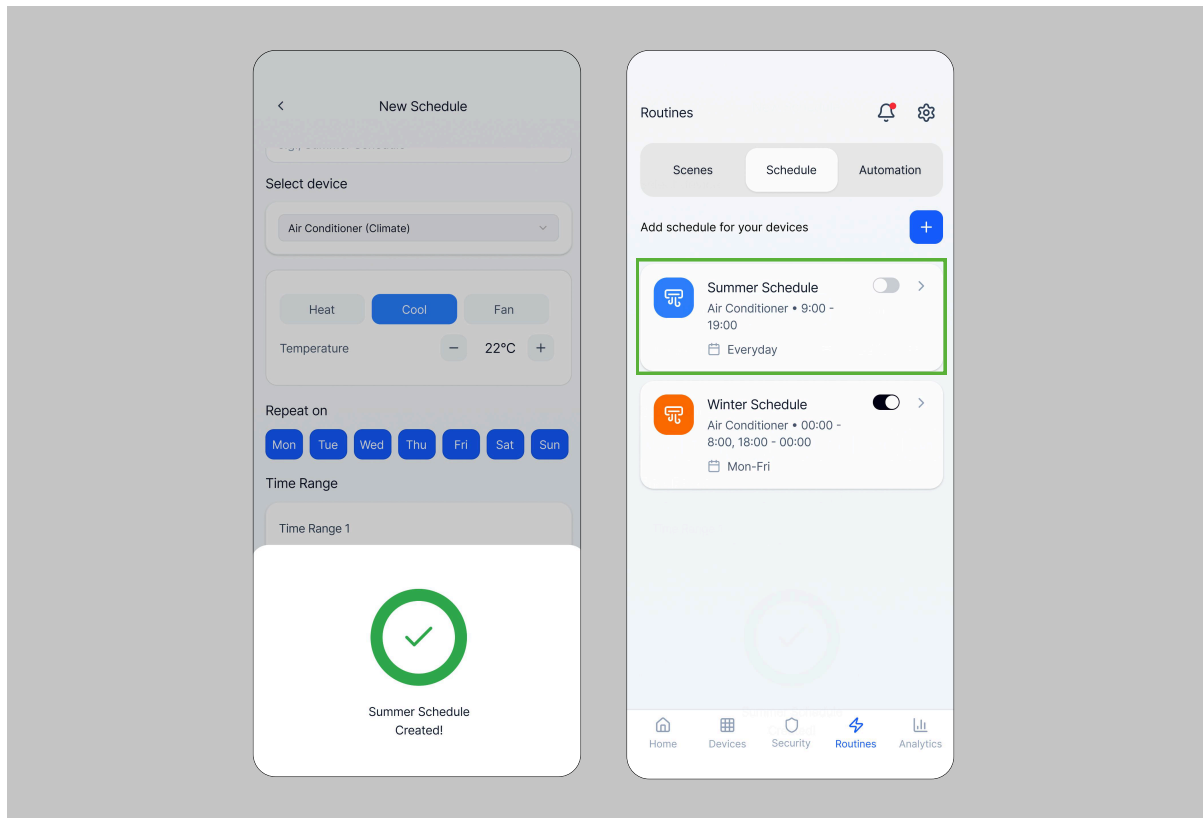 New Schedule
Select device
Air Conditioner (Climate)
Heat
Cool
Fan
Temperature
22°C
Repeat on
Mon Tue Wed Thu Fri Sat Sun
Time Range
Time Range 1
Summer Schedule
Created!
Routines
Scenes
Schedule
Automation
Add schedule for your devices
Summer Schedule
Air Conditioner • 9:00 -
19:00
Everyday
Winter Schedule
Air Conditioner • 00:00 -
8:00, 18:00 - 00:00
Mon-Fri
Home
Devices
Security
Routines
Analytics